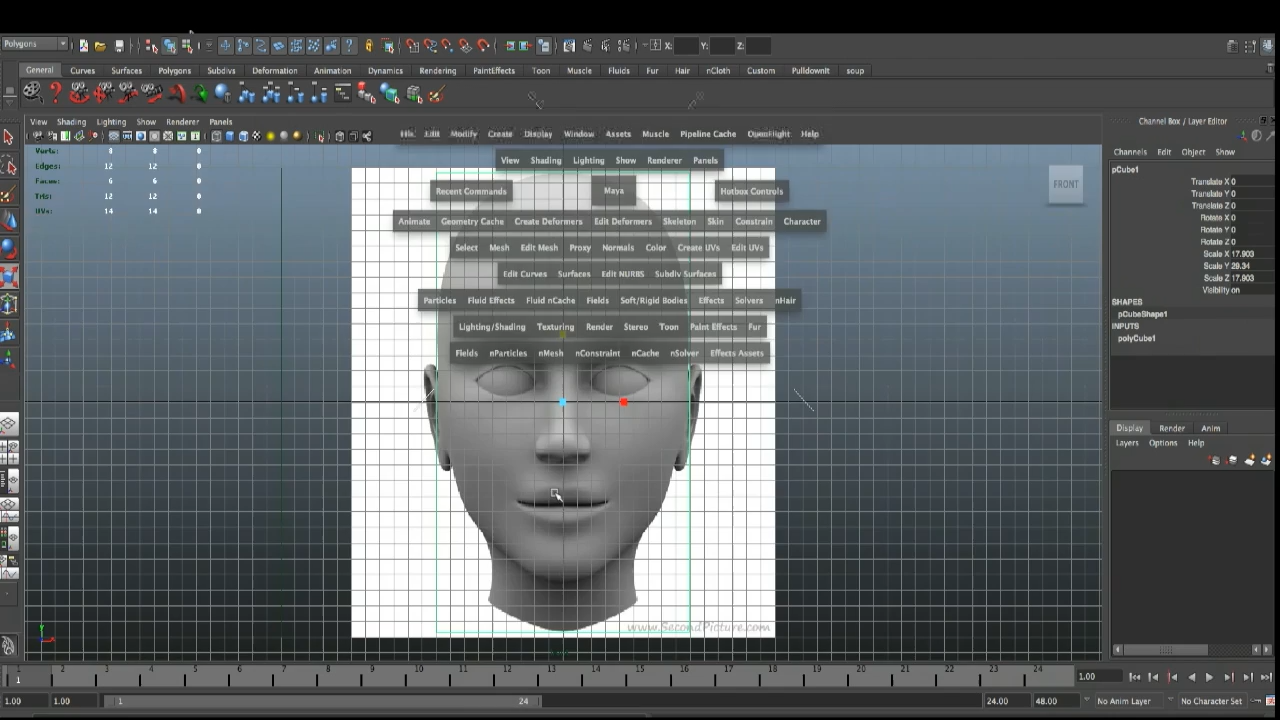 Polygons X: Y: Z:
General Curves Surfaces Polygons Subdivs Deformation Animation Dynamics Rendering PaintEffects Toon Muscle Fluids Fur Hair nCloth Custom PulldownIt soup
View Shading Lighting Show Renderer Panels
Channel Box / Layer Editor
File Edit Modify Create Display Window Assets Muscle Pipeline Cache OpenFlight Help
Verts: 8 8 0
Edges: 12 12 0
Faces: 6 6 0
Tris: 12 12 0
UVs: 14 14 0
View Shading Lighting Show Renderer Panels
Recent Commands Maya Hotbox Controls
Animate Geometry Cache Create Deformers Edit Deformers Skeleton Skin Constrain Character
Select Mesh Edit Mesh Proxy Normals Color Create UVs Edit UVs
Edit Curves Surfaces Edit NURBS Subdiv Surfaces
Particles Fluid Effects Fluid nCache Fields Soft/Rigid Bodies Effects Solvers nHair
Lighting/Shading Texturing Render Stereo Toon Paint Effects Fur
Fields nParticles nMesh nConstraint nCache nSolver Effects Assets
FRONT
www.SecondPicture.com
Channels Edit Object Show
pCube1
Translate X 0
Translate Y 0
Translate Z 0
Rotate X 0
Rotate Y 0
Rotate Z 0
Scale X 17.903
Scale Y 29.34
Scale Z 17.903
Visibility on
SHAPES
pCubeShape1
INPUTS
polyCube1
Display Render Anim
Layers Options Help
y
1 2 3 4 5 6 7 8 9 10 11 12 13 14 15 16 17 18 19 20 21 22 23 24
1 1.00
1.00 1.00 1 24 24.00 48.00 No Anim Layer No Character Set